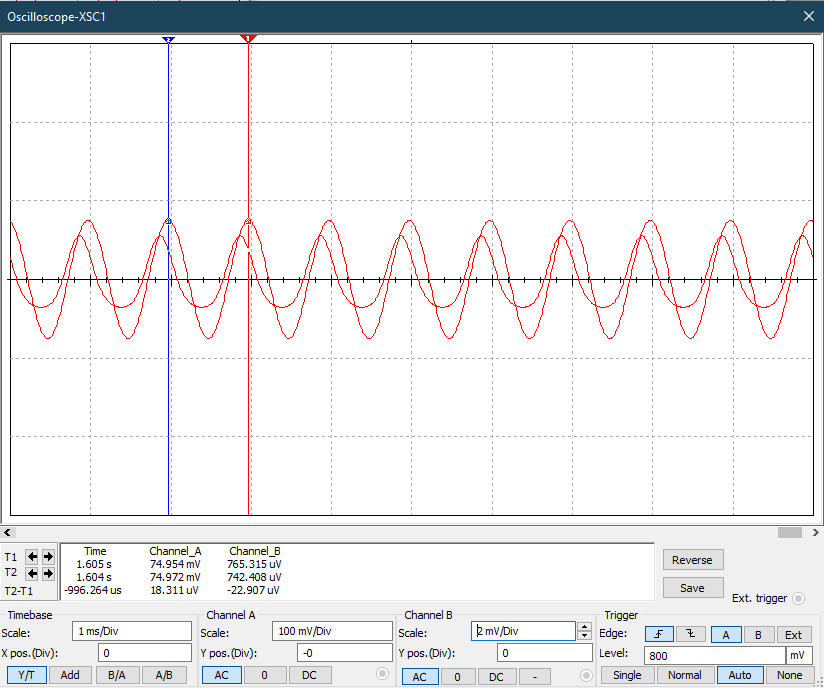 Oscilloscope-XSC1
2 1
T1
T2
T2-T1
Time Channel_A Channel_B
1.605 s 74.954 mV 765.315 uV
1.604 s 74.972 mV 742.408 uV
-996.264 us 18.311 uV -22.907 uV
Reverse
Save
Ext. trigger
Timebase
Scale: 1 ms/Div
X pos.(Div): 0
Y/T Add B/A A/B
Channel A
Scale: 100 mV/Div
Y pos.(Div): -0
AC 0 DC
Channel B
Scale: 2 mV/Div
Y pos.(Div): 0
AC 0 DC -
Trigger
Edge: A B Ext
Level: 800 mV
Single Normal Auto None